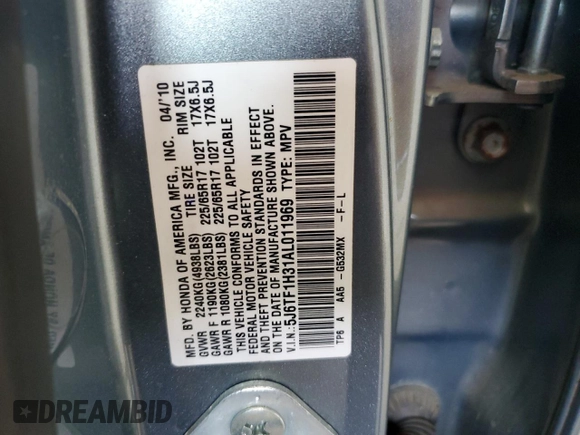 MFD. BY HONDA OF AMERICA MFG., INC. 04/'10
TIRE SIZE RIM SIZE
GVWR 2240KG(4938LBS) 225/65R17 102T 17X6.5J
GAWR F 1190KG(2623LBS) 225/65R17 102T 17X6.5J
GAWR R 1080KG(2381LBS)
THIS VEHICLE CONFORMS TO ALL APPLICABLE
FEDERAL MOTOR VEHICLE SAFETY
AND THEFT PREVENTION STANDARDS IN EFFECT
ON THE DATE OF MANUFACTURE SHOWN ABOVE.
V.I.N.: 5J6TF1H31AL011969 TYPE: MPV
TP6 A AA5 - G532MX - F - L
DREAMBID